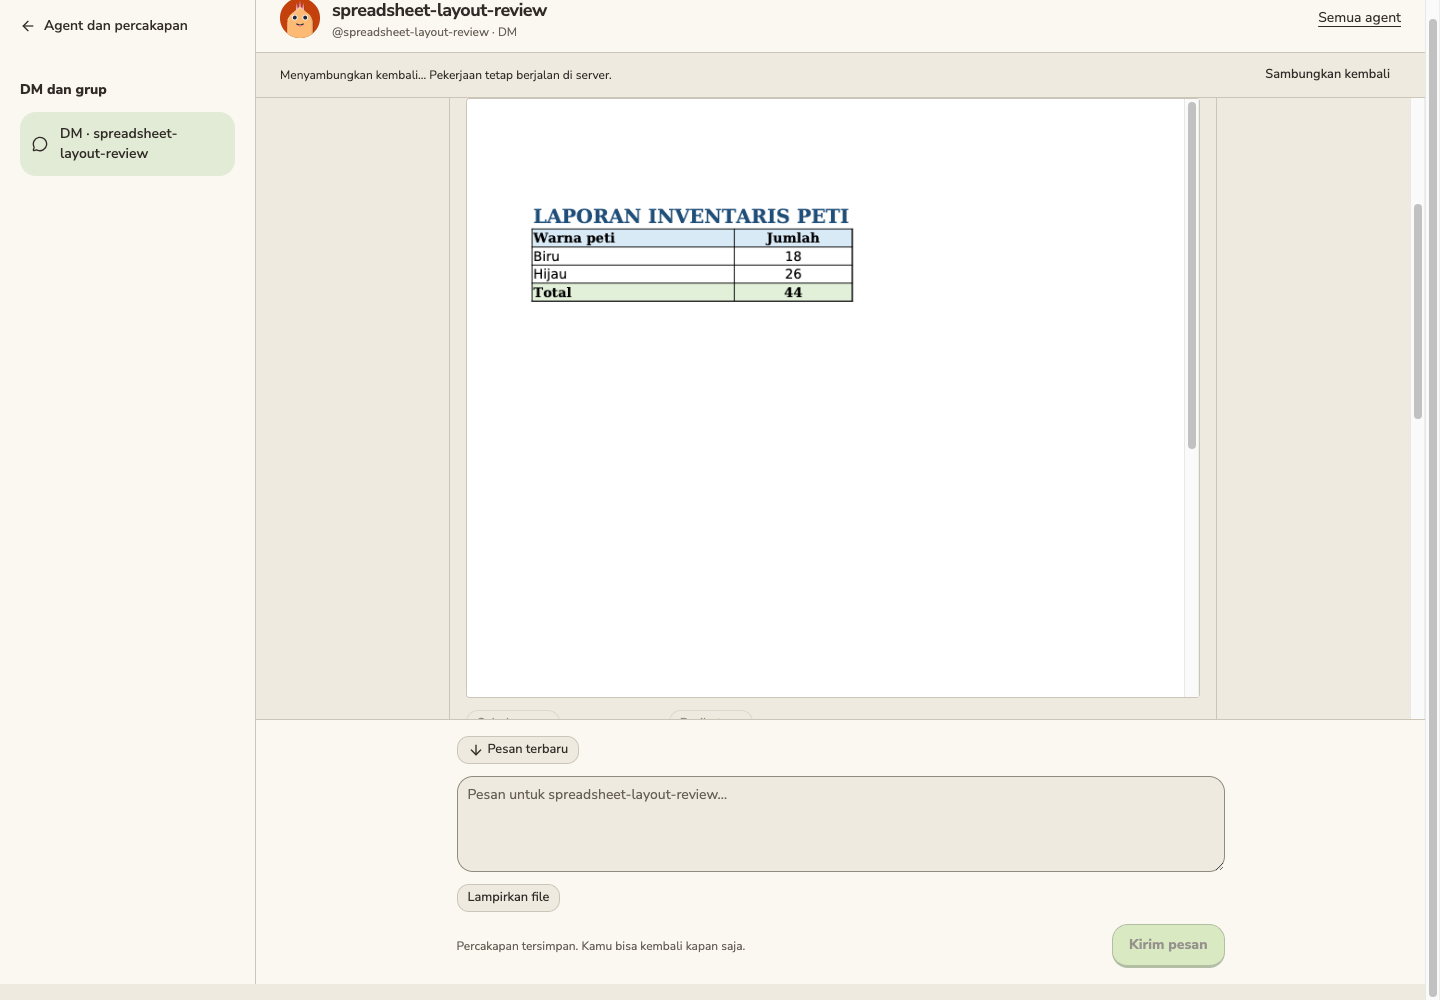 Agent dan percakapan
DM dan grup
DM · spreadsheet-
layout-review
spreadsheet-layout-review
@spreadsheet-layout-review · DM
Semua agent
Menyambungkan kembali... Pekerjaan tetap berjalan di server.
Sambungkan kembali
LAPORAN INVENTARIS PETI
Warna peti Jumlah
Biru 18
Hijau 26
Total 44
Pesan terbaru
Pesan untuk spreadsheet-layout-review...
Lampirkan file
Percakapan tersimpan. Kamu bisa kembali kapan saja.
Kirim pesan